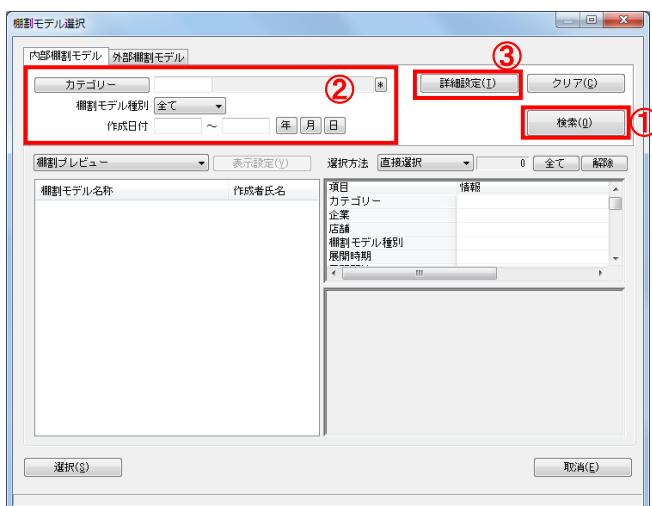 棚割モデル選択
内部棚割モデル 外部棚割モデル
③
カテゴリー ② * 詳細設定(I) クリア(C)
棚割モデル種別 全て
作成日付 ~ 年 月 日 検索(Q) ①
棚割プレビュー 表示設定(V) 選択方法 直接選択 0 全て 解除
棚割モデル名称 作成者氏名 項目 情報
カテゴリー
企業
店舗
棚割モデル種別
展開時期
選択(S) 取消(E)